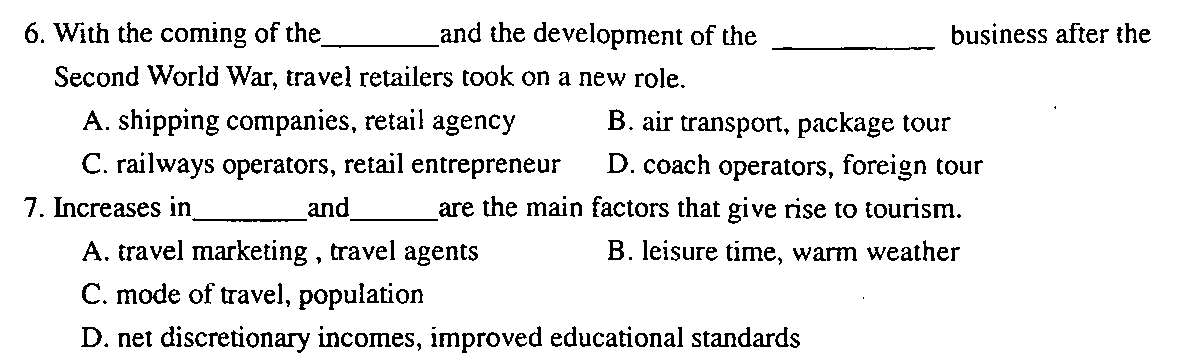 6. With the coming of the________and the development of the ____________ business after the
Second World War, travel retailers took on a new role.
A. shipping companies, retail agency B. air transport, package tour
C. railways operators, retail entrepreneur D. coach operators, foreign tour
7. Increases in________and______are the main factors that give rise to tourism.
A. travel marketing , travel agents B. leisure time, warm weather
C. mode of travel, population
D. net discretionary incomes, improved educational standards